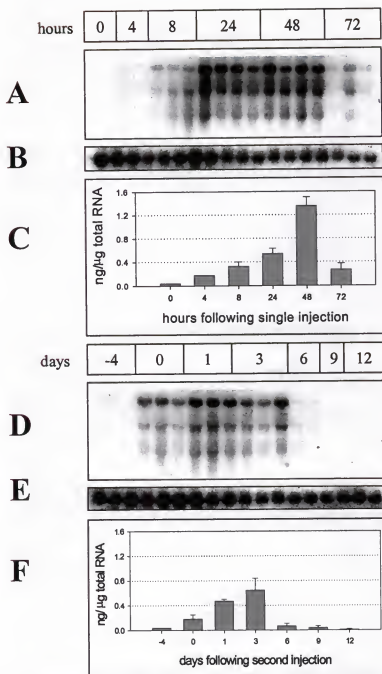 hours 0 4 8 24 48 72
A
B
C
ng/µg total RNA
1.6
1.2
0.8
0.4
0.0
0 4 8 24 48 72
hours following single injection
days -4 0 1 3 6 9 12
D
E
F
ng/µg total RNA
1.6
1.2
0.8
0.4
0.0
-4 0 1 3 6 9 12
days following second injection